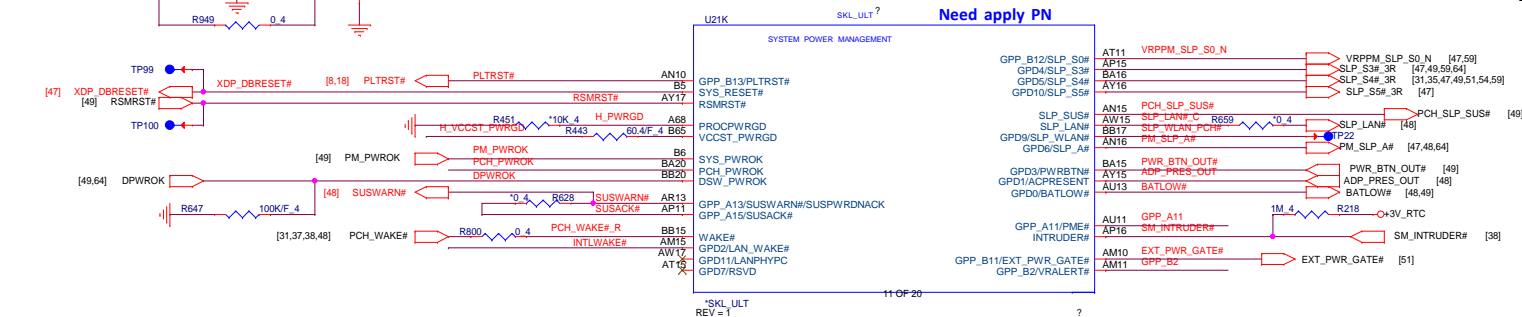 R949 0_4
U21K
SKL_ULT ?
Need apply PN
SYSTEM POWER MANAGEMENT
TP99
XDP_DBRESET#
[47] XDP_DBRESET#
[49] RSMRST#
TP100
[8,18] PLTRST#
PLTRST#
RSMRST#
R451 *10K_4
H_PWRGD
H_VCCST_PWRGD
R443 60.4/F_4
[49] PM_PWROK
PM_PWROK
PCH_PWROK
[49,64] DPWROK
DPWROK
[48] SUSWARN#
*0_4 R628
SUSWARN#
SUSACK#
R647 100K/F_4
[31,37,38,48] PCH_WAKE#
R800 0_4
PCH_WAKE#_R
INTLWAKE#
AN10 GPP_B13/PLTRST#
B5 SYS_RESET#
AY17 RSMRST#
A68 PROCPWRGD
B65 VCCST_PWRGD
B6 SYS_PWROK
BA20 PCH_PWROK
BB20 DSW_PWROK
AR13 GPP_A13/SUSWARN#/SUSPWRDNACK
AP11 GPP_A15/SUSACK#
BB15 WAKE#
AM15 GPD2/LAN_WAKE#
AW17 GPD11/LANPHYPC
AT15 GPD7/RSVD
GPP_B12/SLP_S0# AT11 VRPPM_SLP_S0_N
GPD4/SLP_S3# AP15
GPD5/SLP_S4# BA16
GPD10/SLP_S5# AY16
VRPPM_SLP_S0_N [47,59]
SLP_S3#_3R [47,49,59,64]
SLP_S4#_3R [31,35,47,49,51,54,59]
SLP_S5#_3R [47]
SLP_SUS# AN15 PCH_SLP_SUS#
SLP_LAN# AW15 SLP_LAN#_C
GPD9/SLP_WLAN# BB17 SLP_WLAN_PCH#
GPD6/SLP_A# AN16 PM_SLP_A#
R659 *0_4
PCH_SLP_SUS# [49]
SLP_LAN# [48]
TP22
PM_SLP_A# [47,48,64]
GPD3/PWRBTN# BA15 PWR_BTN_OUT#
GPD1/ACPRESENT AY15 ADP_PRES_OUT
GPD0/BATLOW# AU13 BATLOW#
PWR_BTN_OUT# [49]
ADP_PRES_OUT [48]
BATLOW# [48,49]
GPP_A11/PME# AU11 GPP_A11
INTRUDER# AP16 SM_INTRUDER#
1M_4 R218 +3V_RTC
SM_INTRUDER# [38]
GPP_B11/EXT_PWR_GATE# AM10 EXT_PWR_GATE#
GPP_B2/VRALERT# AM11 GPP_B2
EXT_PWR_GATE# [51]
11 OF 20
*SKL_ULT
REV = 1
?